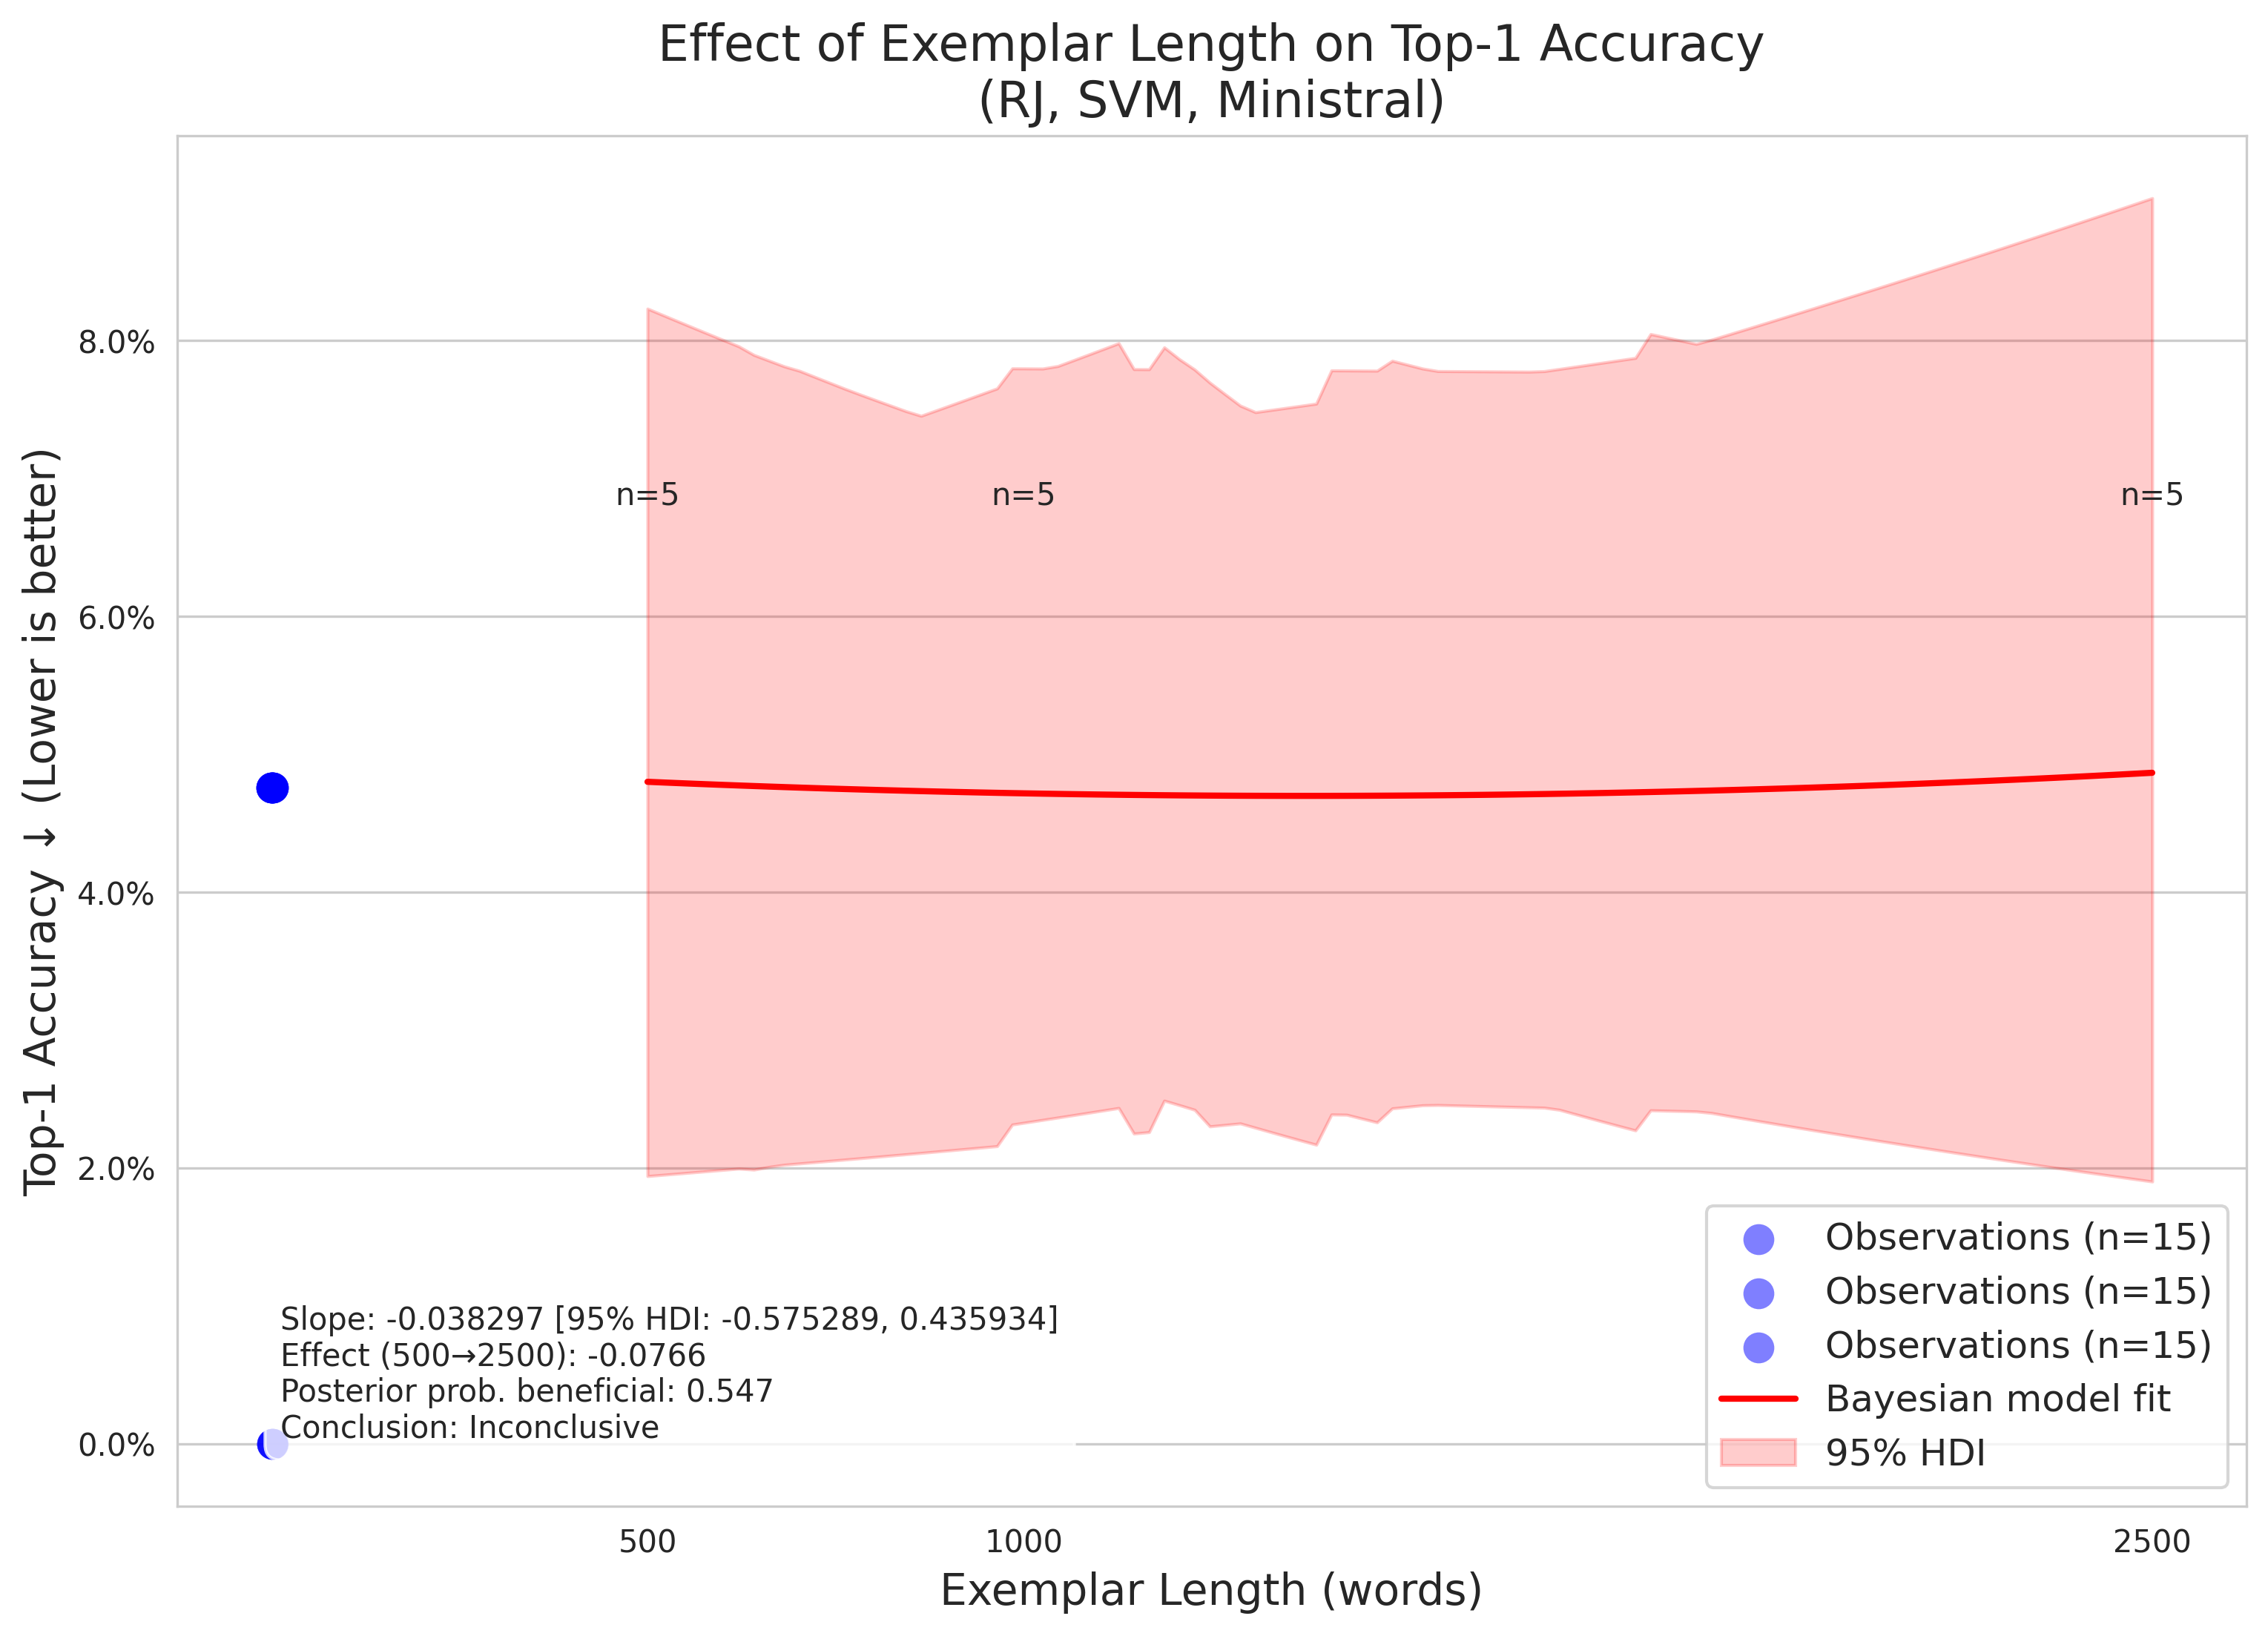 Effect of Exemplar Length on Top-1 Accuracy
(RJ, SVM, Ministral)
Top-1 Accuracy ↓ (Lower is better)
8.0%
6.0%
4.0%
2.0%
0.0%
n=5
n=5
n=5
Slope: -0.038297 [95% HDI: -0.575289, 0.435934]
Effect (500→2500): -0.0766
Posterior prob. beneficial: 0.547
Conclusion: Inconclusive
Observations (n=15)
Observations (n=15)
Observations (n=15)
Bayesian model fit
95% HDI
500
1000
2500
Exemplar Length (words)